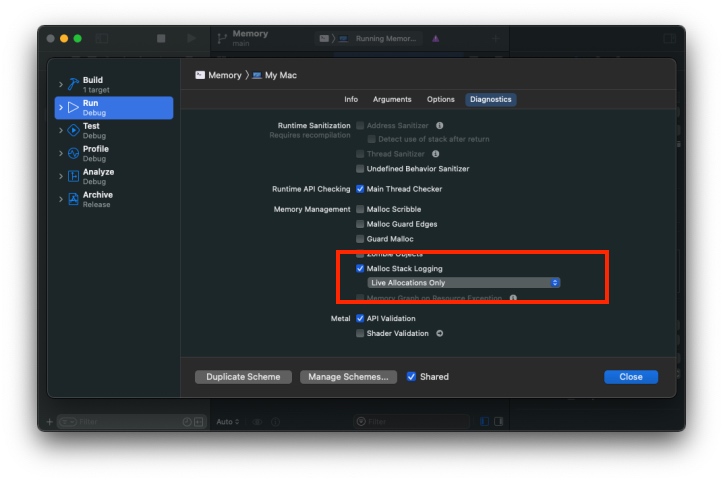 Memory
main
Running Memor...
Memory 〉 My Mac
Info Arguments Options Diagnostics
Build
1 target
Run
Debug
Test
Debug
Profile
Debug
Analyze
Debug
Archive
Release
Runtime Sanitization
Requires recompilation
Address Sanitizer
Detect use of stack after return
Thread Sanitizer
Undefined Behavior Sanitizer
Runtime API Checking Main Thread Checker
Memory Management Malloc Scribble
Malloc Guard Edges
Guard Malloc
Zombie Objects
Malloc Stack Logging
Live Allocations Only
Memory Graph on Resource Exception
Metal API Validation
Shader Validation
Duplicate Scheme Manage Schemes... Shared Close
Filter Auto Filter